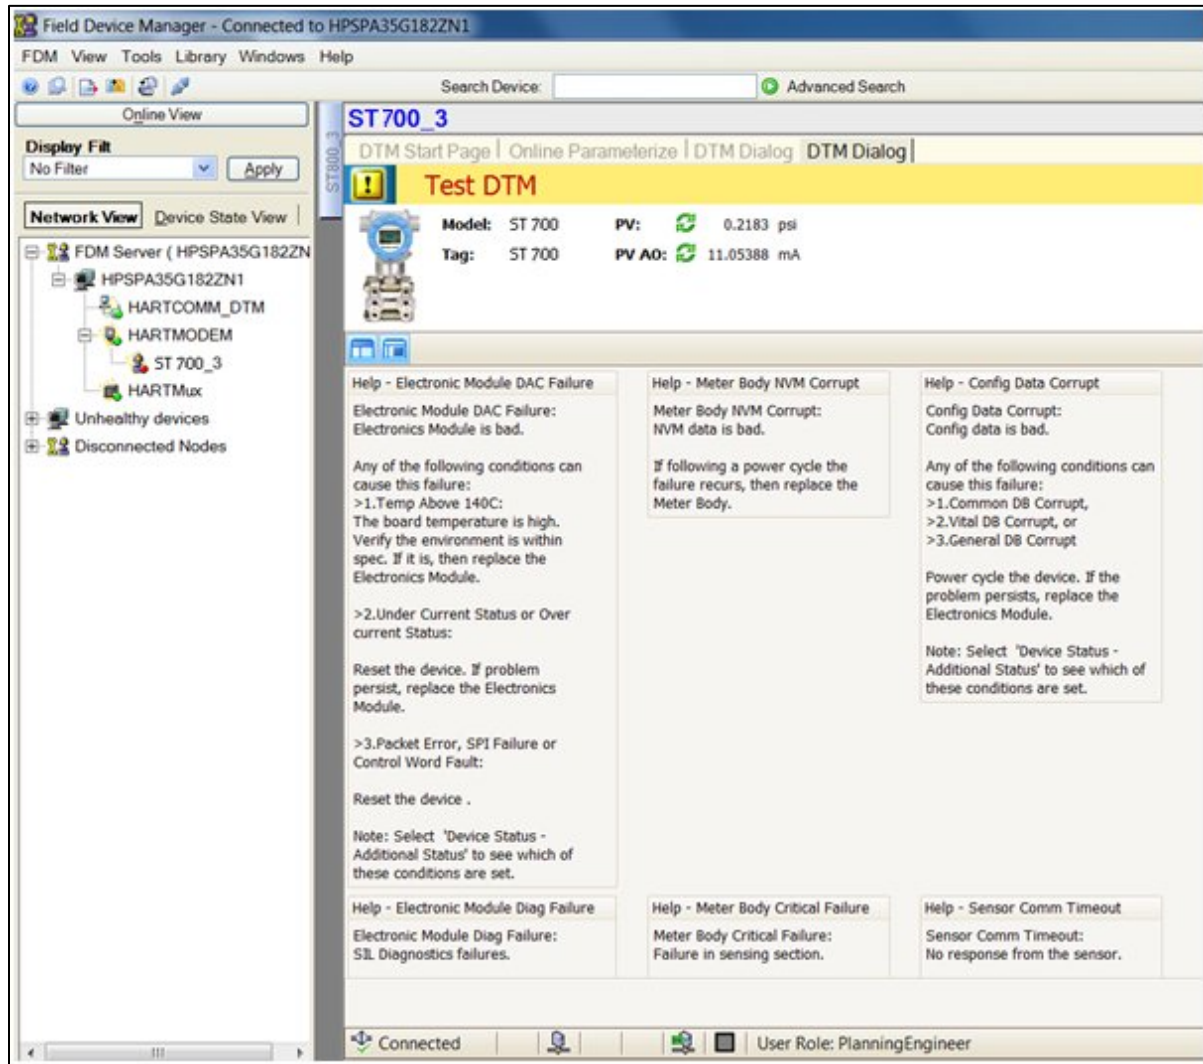 Field Device Manager - Connected to HPSPA35G182ZN1
FDM View Tools Library Windows Help
Search Device: Advanced Search
Online View
Display Filt
No Filter Apply
Network View Device State View
FDM Server ( HPSPA35G182ZN
HPSPA35G182ZN1
HARTCOMM_DTM
HARTMODEM
ST 700_3
HARTMux
Unhealthy devices
Disconnected Nodes
ST800_3
ST 700_3
DTM Start Page Online Parameterize DTM Dialog DTM Dialog
Test DTM
Model: ST 700 PV: 0.2183 psi
Tag: ST 700 PV AO: 11.05388 mA
Help - Electronic Module DAC Failure
Electronic Module DAC Failure:
Electronics Module is bad.
Any of the following conditions can
cause this failure:
>1.Temp Above 140C:
The board temperature is high.
Verify the environment is within
spec. If it is, then replace the
Electronics Module.
>2.Under Current Status or Over
current Status:
Reset the device. If problem
persist, replace the Electronics
Module.
>3.Packet Error, SPI Failure or
Control Word Fault:
Reset the device .
Note: Select 'Device Status -
Additional Status' to see which of
these conditions are set.
Help - Meter Body NVM Corrupt
Meter Body NVM Corrupt:
NVM data is bad.
If following a power cycle the
failure recurs, then replace the
Meter Body.
Help - Config Data Corrupt
Config Data Corrupt:
Config data is bad.
Any of the following conditions can
cause this failure:
>1.Common DB Corrupt,
>2.Vital DB Corrupt, or
>3.General DB Corrupt
Power cycle the device. If the
problem persists, replace the
Electronics Module.
Note: Select 'Device Status -
Additional Status' to see which of
these conditions are set.
Help - Electronic Module Diag Failure
Electronic Module Diag Failure:
SIL Diagnostics failures.
Help - Meter Body Critical Failure
Meter Body Critical Failure:
Failure in sensing section.
Help - Sensor Comm Timeout
Sensor Comm Timeout:
No response from the sensor.
Connected User Role: PlanningEngineer